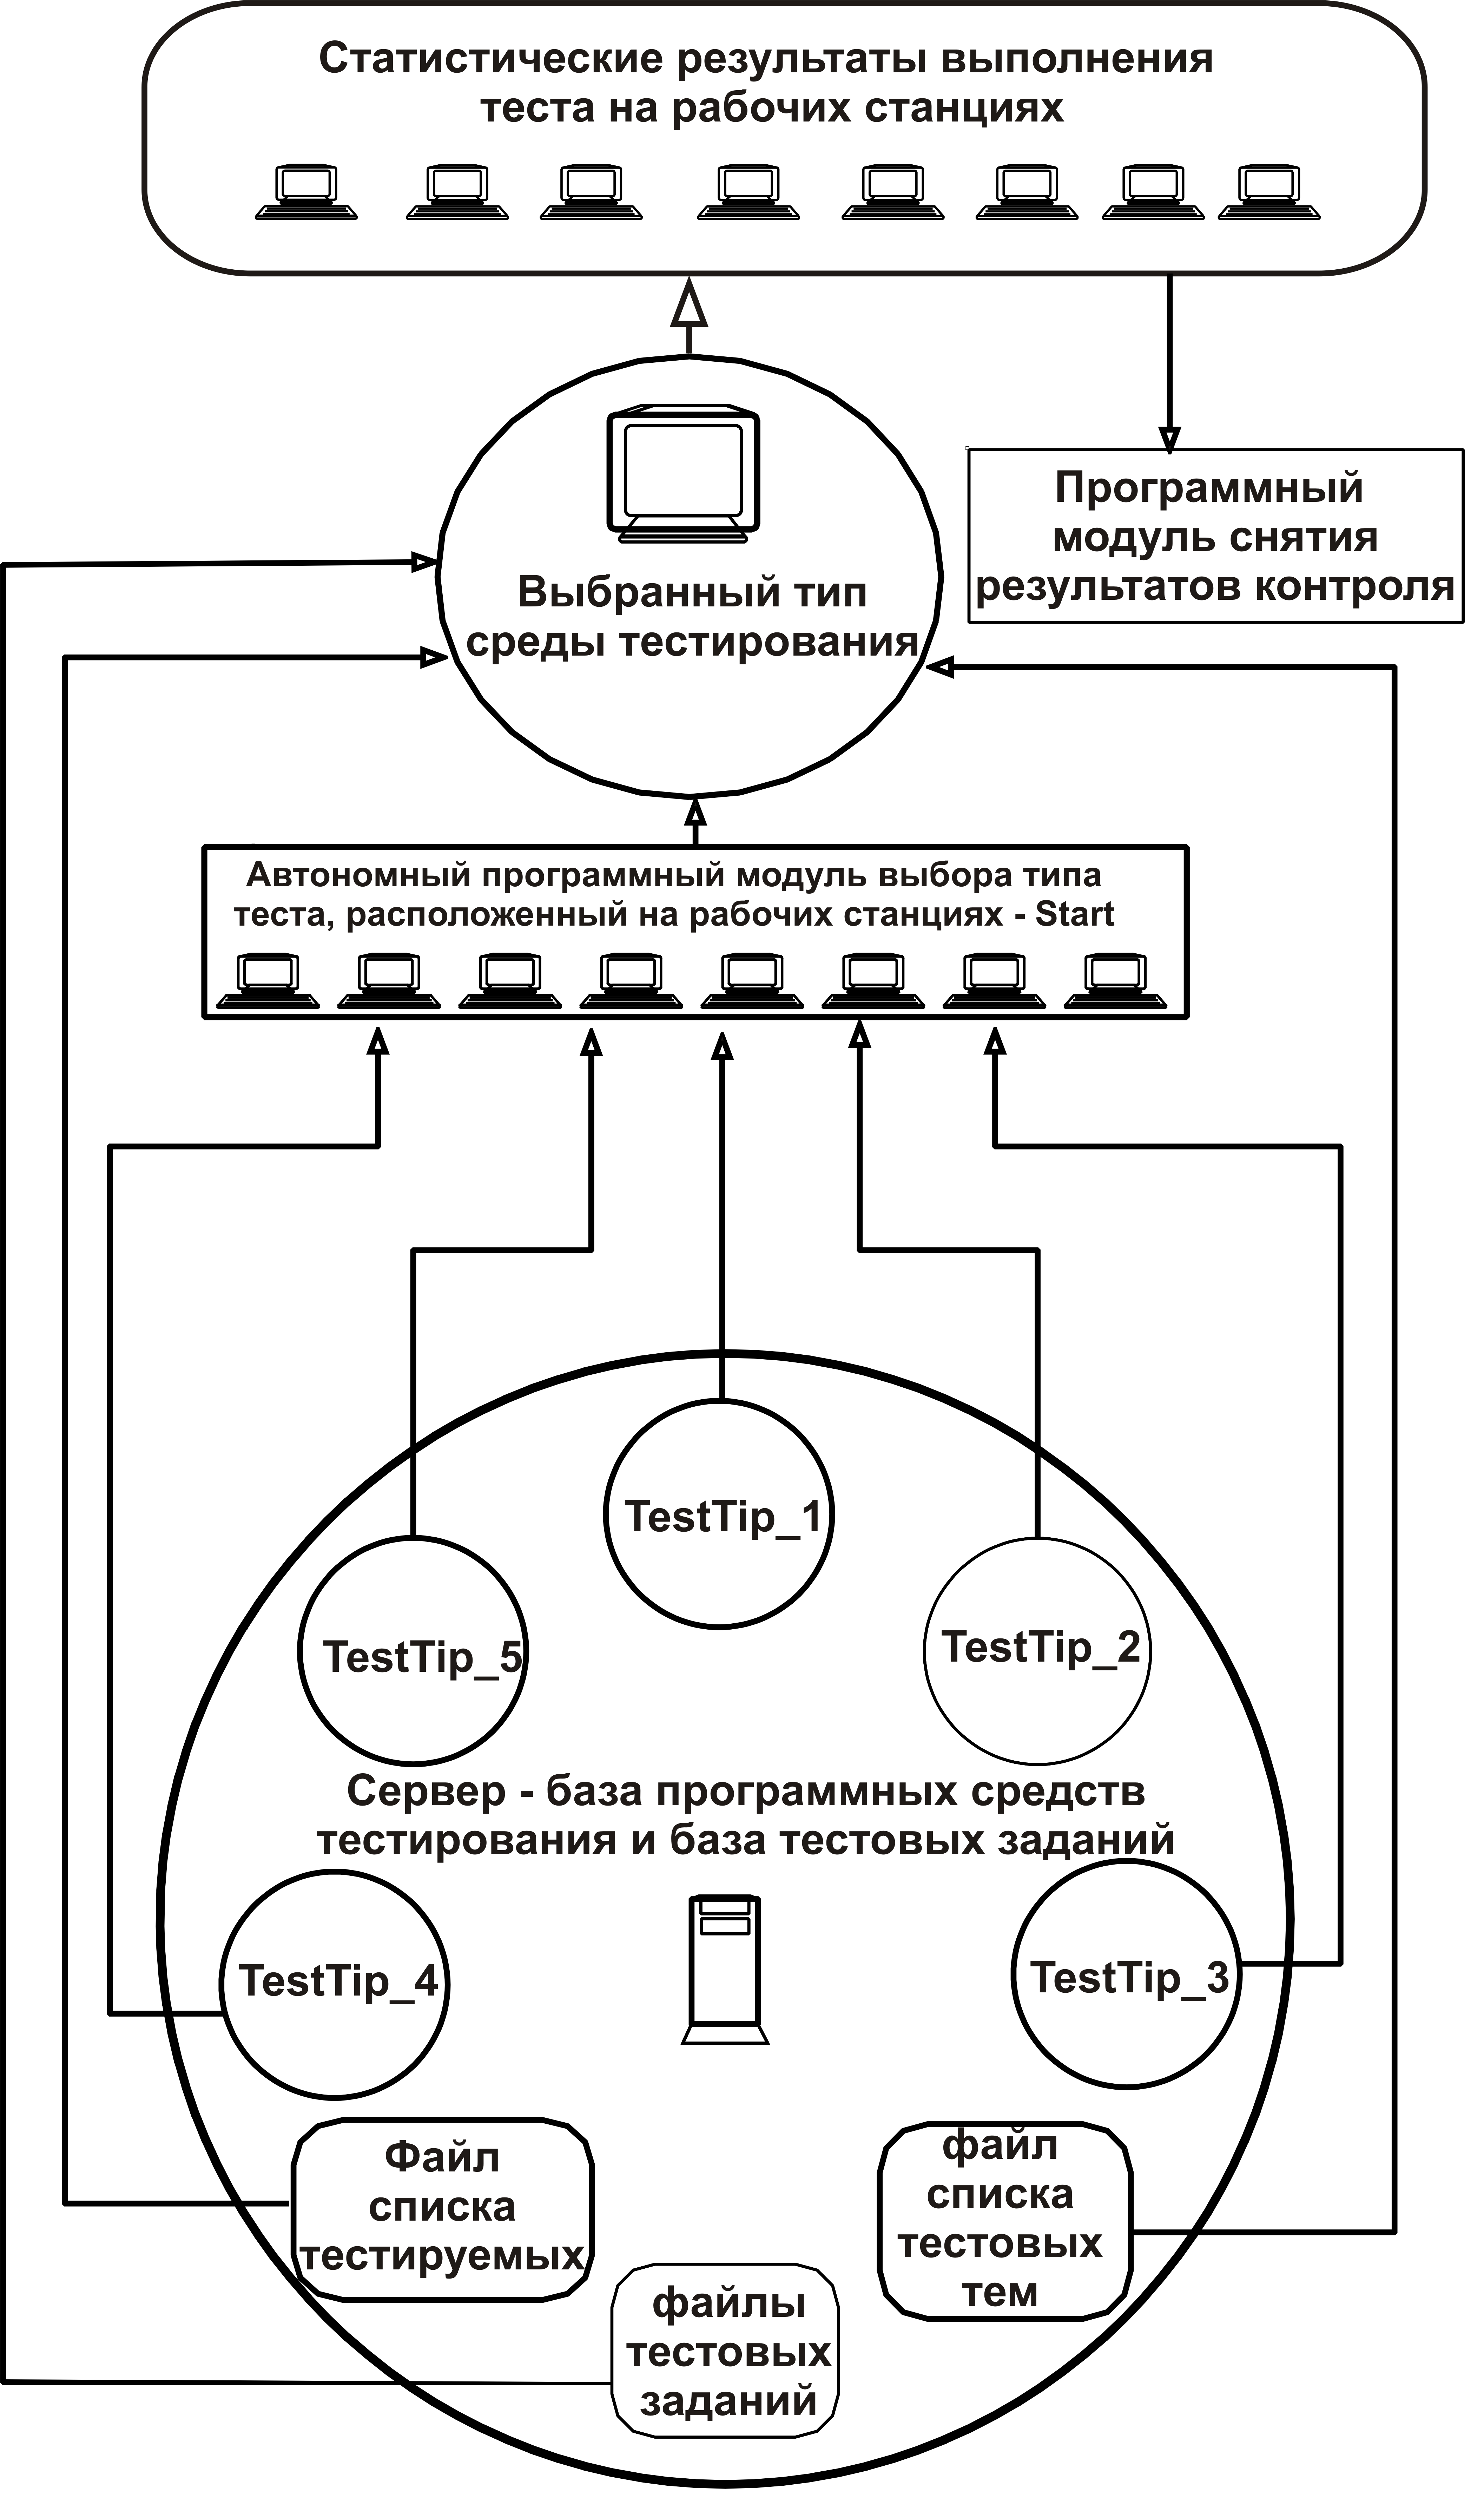 Статистические результаты выполнения
теста на рабочих станциях
Программный
модуль снятия
результатов контроля
Выбранный тип
среды тестирования
Автономный программный модуль выбора типа
теста, расположенный на рабочих станциях - Start
TestTip_1
TestTip_5
TestTip_2
Сервер - база программных средств
тестирования и база тестовых заданий
TestTip_4
TestTip_3
Файл
списка
тестируемых
файл
списка
тестовых
тем
файлы
тестовых
заданий